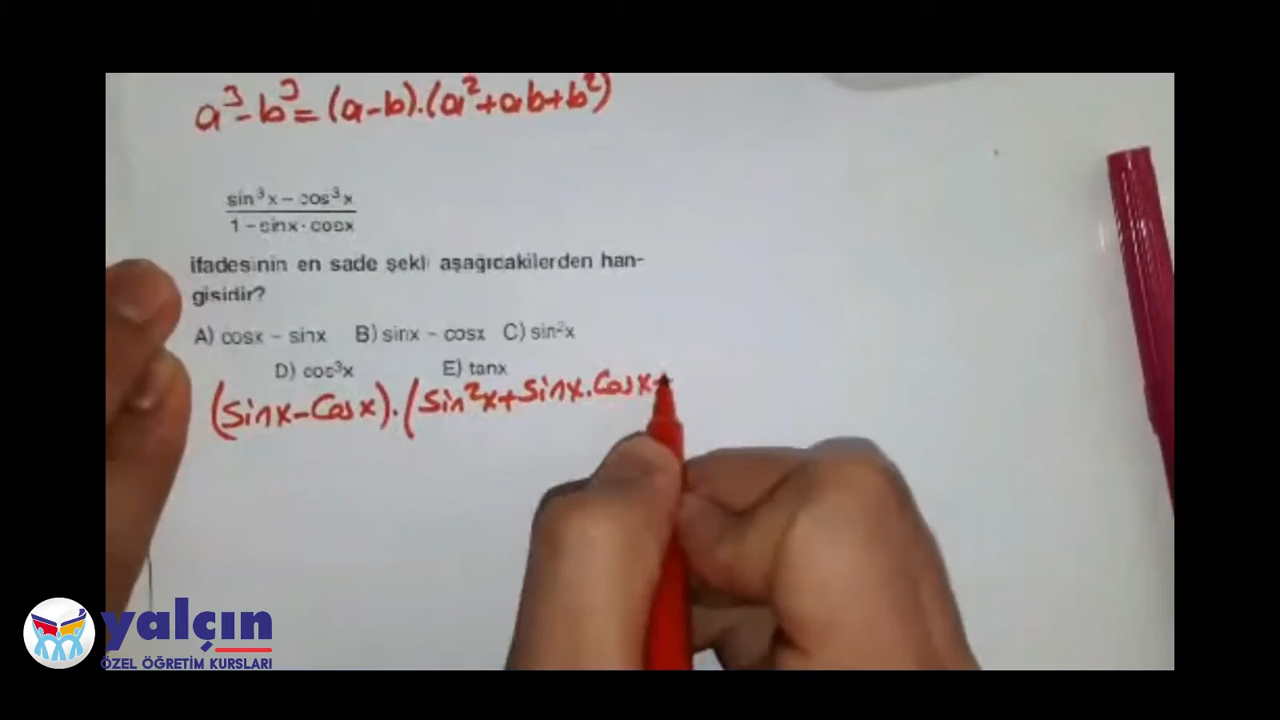 a³-b³=(a-b).(a²+ab+b²)
sin³x – cos³x
1 – sinx · cosx
ifadesinin en sade şekli aşağıdakilerden han-
gisidir?
A) cosx – sinx B) sinx – cosx C) sin²x
D) cos³x E) tanx
(Sinx-Cosx).(Sin²x+Sinx.Cosx+
yalçın
ÖZEL ÖĞRETİM KURSLARI